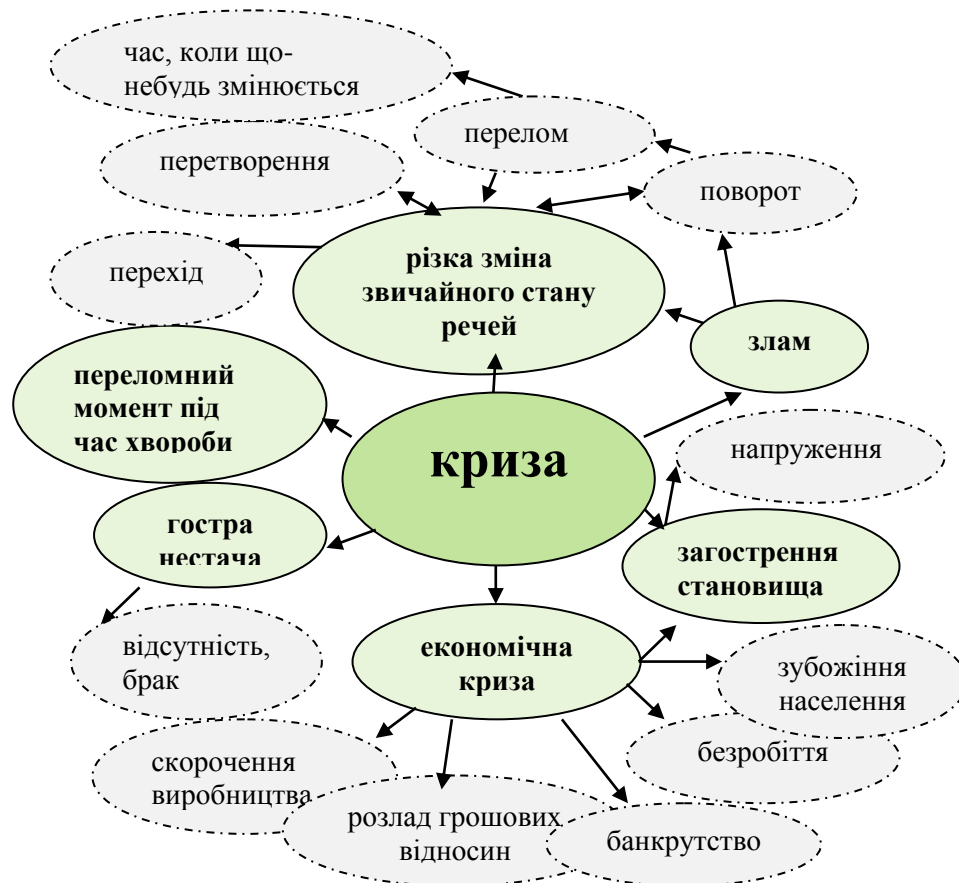 час, коли що-
небудь змінюється
перелом
перетворення
поворот
перехід
різка зміна
звичайного стану
речей
злам
переломний
момент під
час хвороби
криза
напруження
гостра
нестача
загострення
становища
відсутність,
брак
економічна
криза
зубожіння
населення
безробіття
скорочення
виробництва
розлад грошових
відносин
банкрутство